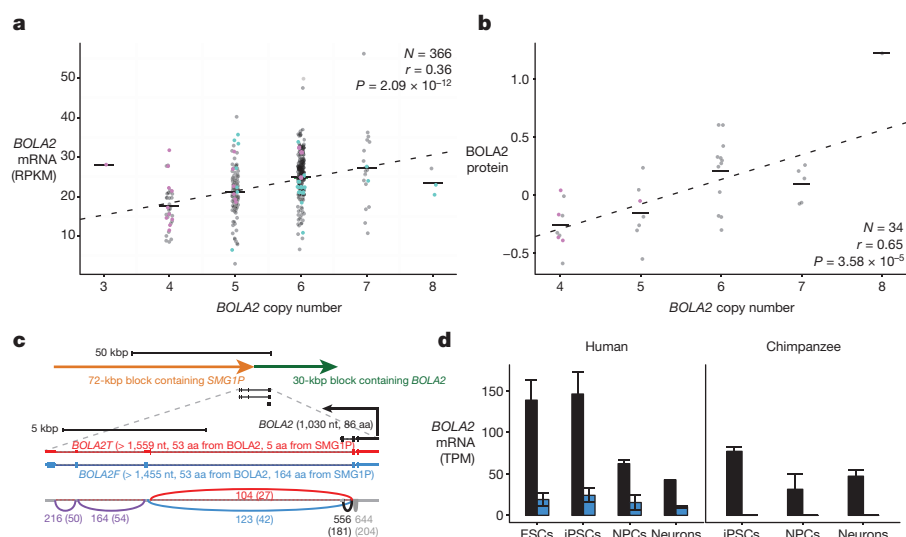 a
N = 366
r = 0.36
P = 2.09 × 10⁻¹²
BOLA2
mRNA
(RPKM)
50
40
30
20
10
3 4 5 6 7 8
BOLA2 copy number
b
BOLA2
protein
1.0
0.5
0
−0.5
N = 34
r = 0.65
P = 3.58 × 10⁻⁵
4 5 6 7 8
BOLA2 copy number
c
50 kbp
72-kbp block containing SMG1P
30-kbp block containing BOLA2
5 kbp
BOLA2 (1,030 nt, 86 aa)
BOLA2T (> 1,559 nt, 53 aa from BOLA2, 5 aa from SMG1P)
BOLA2F (> 1,455 nt, 53 aa from BOLA2, 164 aa from SMG1P)
104 (27)
216 (50)
164 (54)
123 (42)
556
(181)
644
(204)
d
Human
Chimpanzee
BOLA2
mRNA
(TPM)
150
100
50
0
ESCs iPSCs NPCs Neurons
iPSCs NPCs Neurons